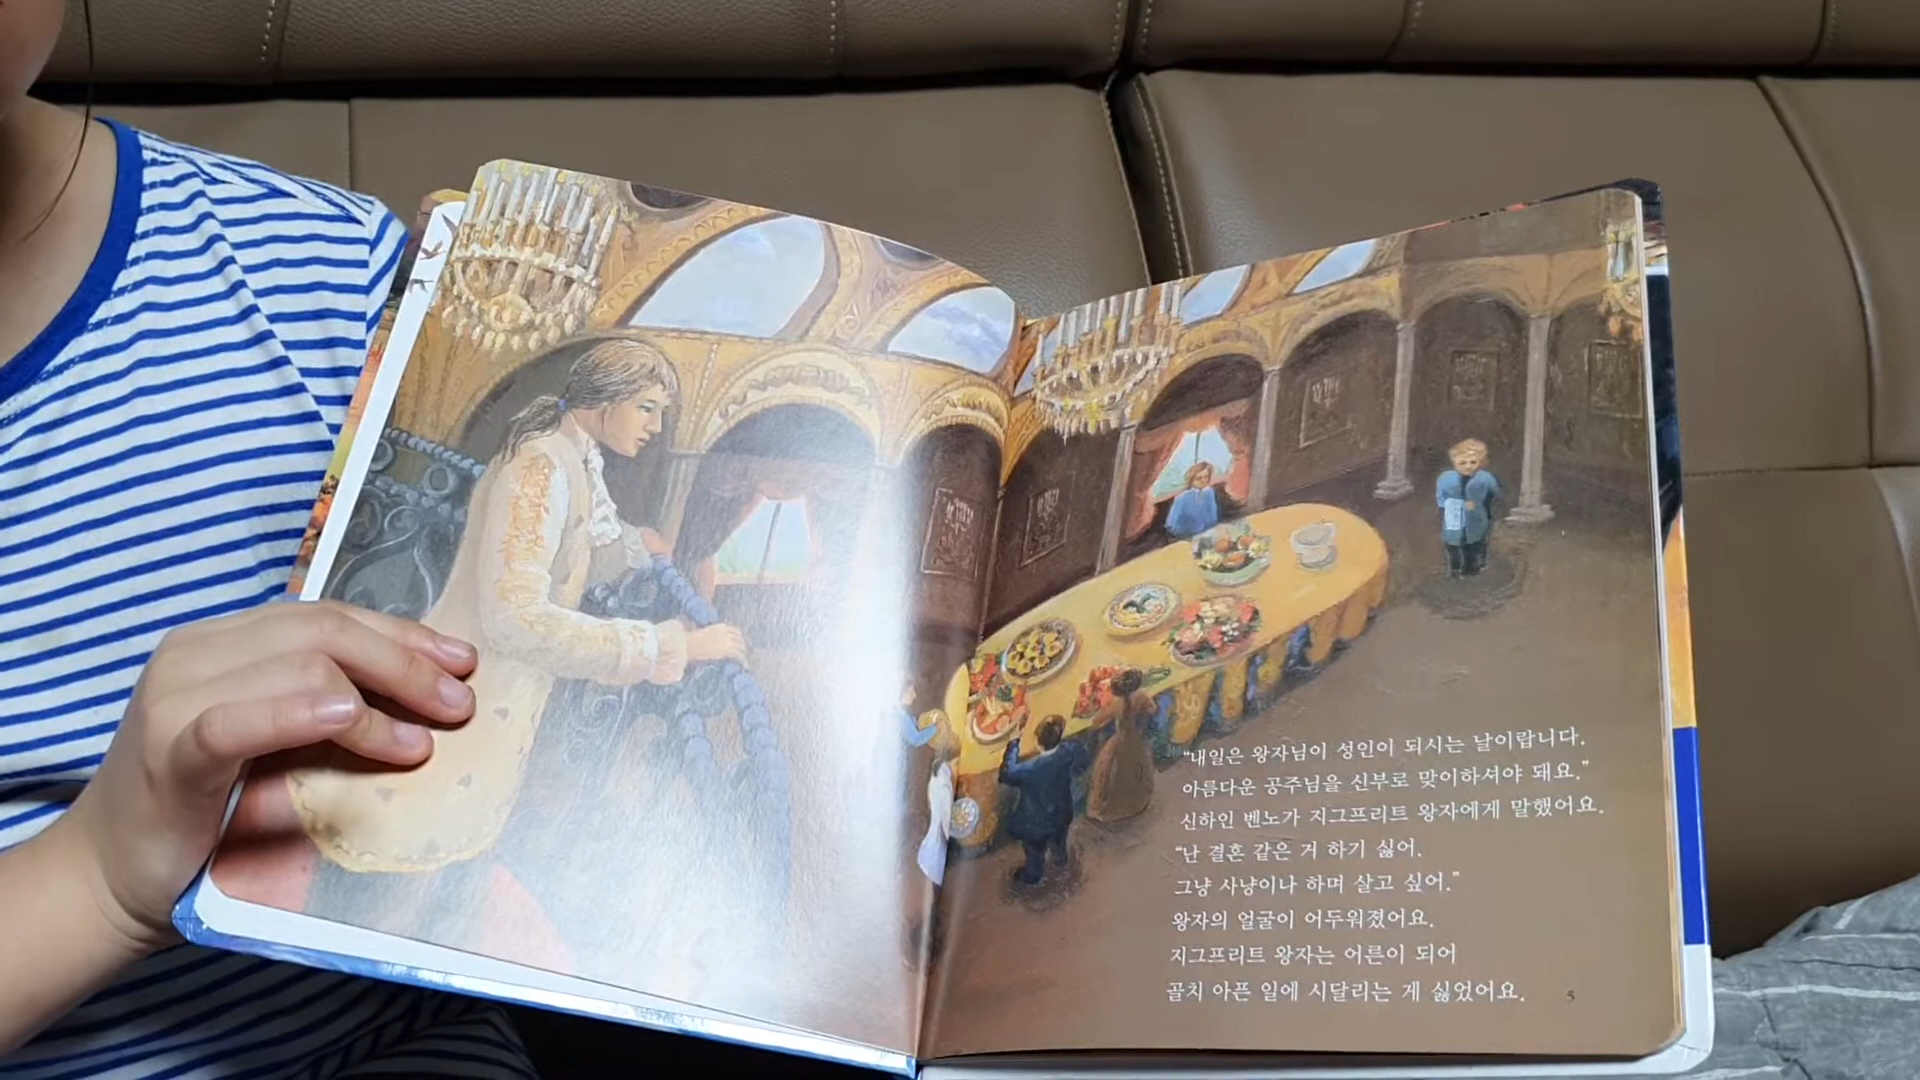 “내일은 왕자님이 성인이 되시는 날이랍니다.
아름다운 공주님을 신부로 맞이하셔야 돼요.”
신하인 벤노가 지그프리트 왕자에게 말했어요.
“난 결혼 같은 거 하기 싫어.
그냥 사냥이나 하며 살고 싶어.”
왕자의 얼굴이 어두워졌어요.
지그프리트 왕자는 어른이 되어
골치 아픈 일에 시달리는 게 싫었어요.
5